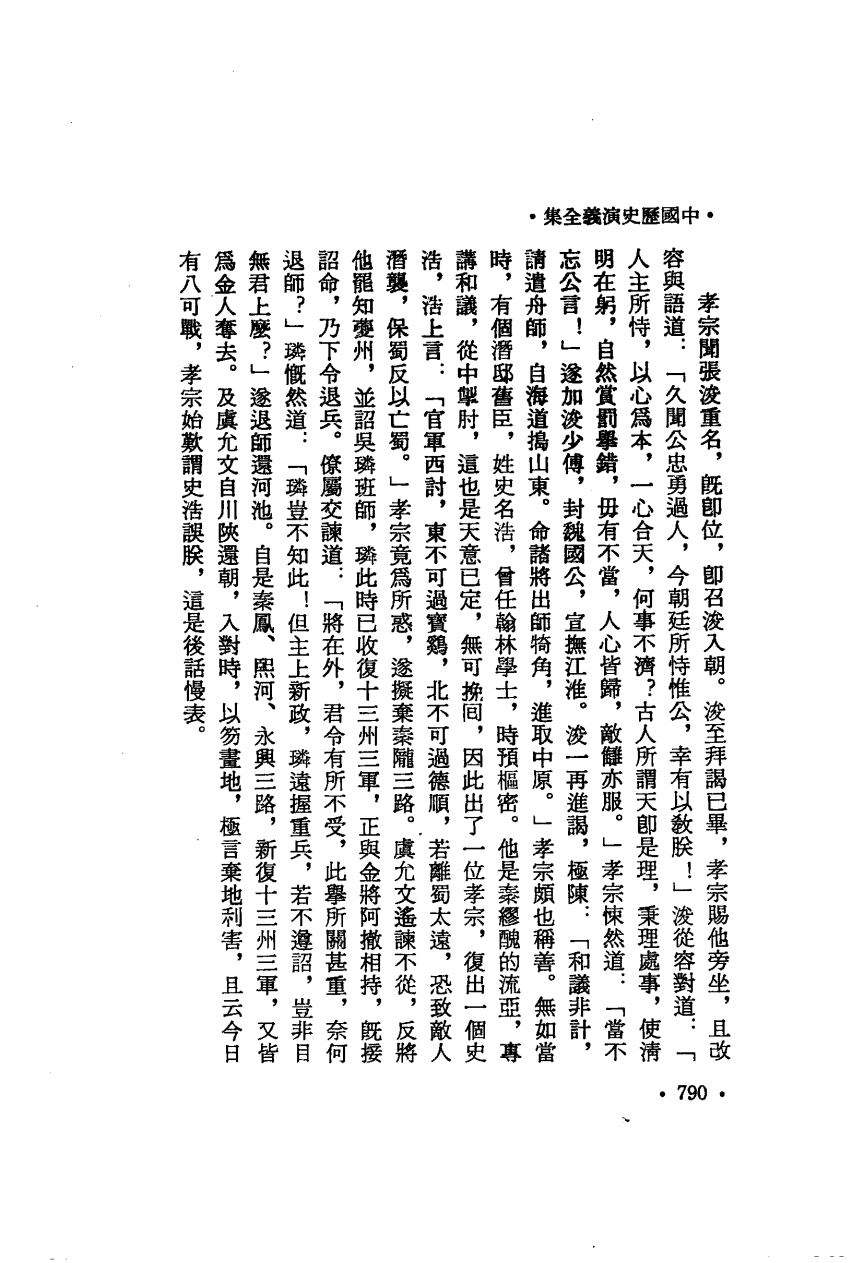 •中國歷史演義全集•
孝宗聞張浚重名，既卽位，卽召浚入朝。浚至拜謁已畢，孝宗賜他旁坐，且改
容與語道：「久聞公忠勇過人，今朝廷所恃惟公，幸有以敎朕！」浚從容對道：「
人主所恃，以心爲本，一心合天，何事不濟？古人所謂天卽是理，秉理處事，使淸
明在躬，自然賞罰擧錯，毋有不當，人心皆歸，敵讎亦服。」孝宗悚然道：「當不
忘公言！」遂加浚少傅，封魏國公，宣撫江淮。浚一再進謁，極陳：「和議非計，
請遣舟師，自海道搗山東。命諸將出師犄角，進取中原。」孝宗頗也稱善。無如當
時，有個潛邸舊臣，姓史名浩，曾任翰林學士，時預樞密。他是秦繆醜的流亞，專
講和議，從中掣肘，這也是天意已定，無可挽囘，因此出了一位孝宗，復出一個史
浩，浩上言：「官軍西討，東不可過寶鷄，北不可過德順，若離蜀太遠，恐致敵人
潛襲，保蜀反以亡蜀。」孝宗竟爲所惑，遂擬棄秦隴三路。虞允文遙諫不從，反將
他罷知夔州，並詔吳璘班師，璘此時已收復十三州三軍，正與金將阿撤相持，旣接
詔命，乃下令退兵。僚屬交諫道：「將在外，君令有所不受，此擧所關甚重，奈何
退師？」璘慨然道：「璘豈不知此！但主上新政，璘遠握重兵，若不遵詔，豈非目
無君上麼？」遂退師還河池。自是秦鳳、熙河、永興三路，新復十三州三軍，又皆
爲金人奪去。及虞允文自川陝還朝，入對時，以笏畫地，極言棄地利害，且云今日
有八可戰，孝宗始歎謂史浩誤朕，這是後話慢表。
•790•